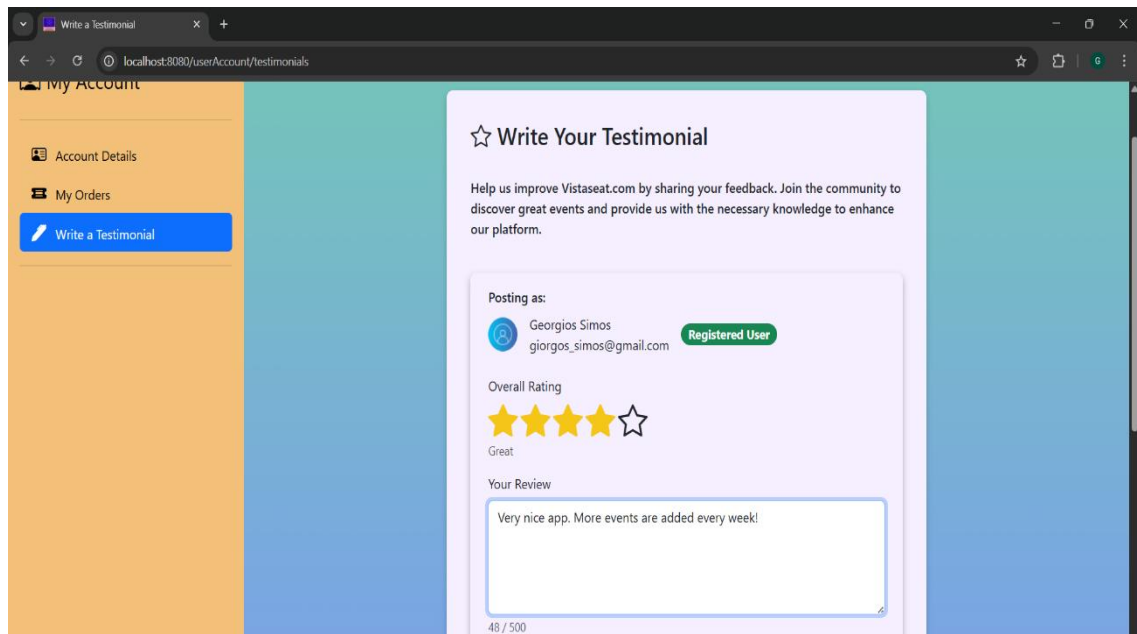 Write a Testimonial
localhost:8080/userAccount/testimonials
G
My Account
Account Details
My Orders
Write a Testimonial
Write Your Testimonial
Help us improve Vistaseat.com by sharing your feedback. Join the community to
discover great events and provide us with the necessary knowledge to enhance
our platform.
Posting as:
Georgios Simos
giorgos_simos@gmail.com
Registered User
Overall Rating
Great
Your Review
Very nice app. More events are added every week!
48 / 500